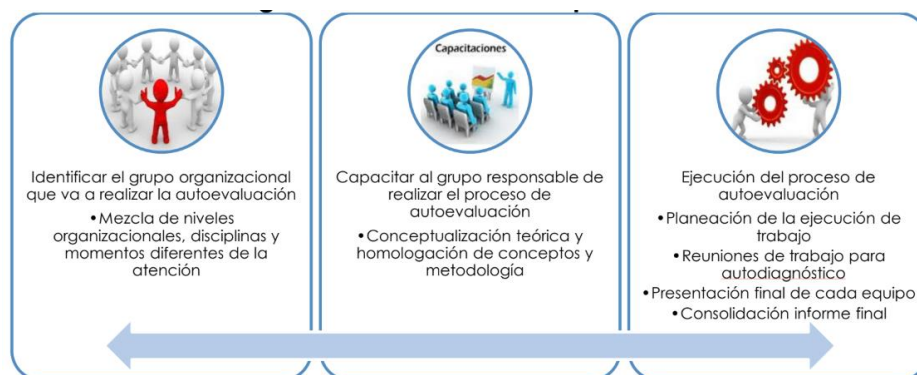 Identificar el grupo organizacional
que va a realizar la autoevaluación
•Mezcla de niveles
organizacionales, disciplinas y
momentos diferentes de la
atención
Capacitaciones
Capacitar al grupo responsable de
realizar el proceso de
autoevaluación
•Conceptualización teórica y
homologación de conceptos y
metodología
Ejecución del proceso de
autoevaluación
•Planeación de la ejecución de
trabajo
•Reuniones de trabajo para
autodiagnóstico
•Presentación final de cada equipo
•Consolidación informe final